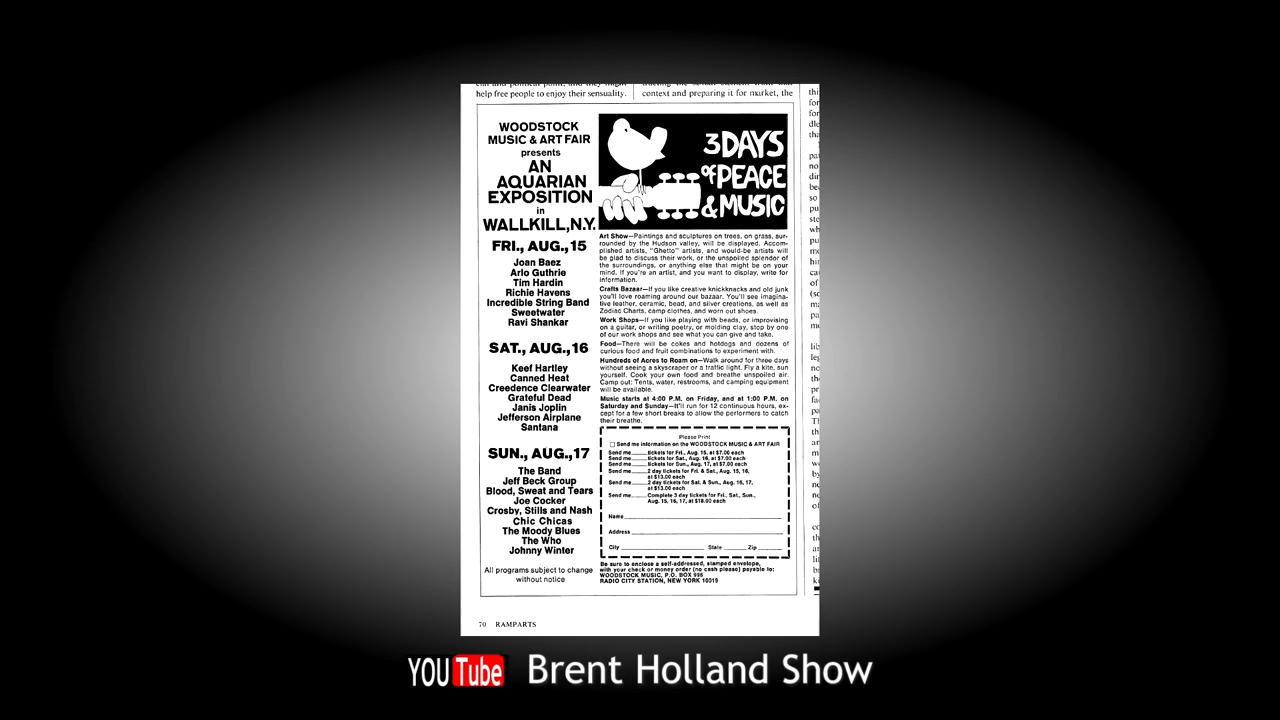 help free people to enjoy their sensuality.
context and preparing it for market, the
WOODSTOCK
MUSIC & ART FAIR
presents
AN
AQUARIAN
EXPOSITION
in
WALLKILL, N.Y.
3 DAYS
of PEACE
& MUSIC
FRI., AUG., 15
Joan Baez
Arlo Guthrie
Tim Hardin
Richie Havens
Incredible String Band
Sweetwater
Ravi Shankar
SAT., AUG., 16
Keef Hartley
Canned Heat
Creedence Clearwater
Grateful Dead
Janis Joplin
Jefferson Airplane
Santana
SUN., AUG., 17
The Band
Jeff Beck Group
Blood, Sweat and Tears
Joe Cocker
Crosby, Stills and Nash
Chic Chicas
The Moody Blues
The Who
Johnny Winter
All programs subject to change
without notice
Art Show—Paintings and sculptures on trees, on grass, sur-
rounded by the Hudson valley, will be displayed. Accom-
plished artists, "Ghetto" artists, and would-be artists will
be glad to discuss their work, or the unspoiled splendor of
the surroundings, or anything else that might be on your
mind. If you're an artist, and you want to display, write for
information.
Crafts Bazaar—If you like creative knickknacks and old junk
you'll love roaming around our bazaar. You'll see imagina-
tive leather, ceramic, bead, and silver creations, as well as
Zodiac Charts, camp clothes, and worn out shoes.
Work Shops—If you like playing with beads, or improvising
on a guitar, or writing poetry, or molding clay, stop by one
of our work shops and see what you can give and take.
Food—There will be cokes and hotdogs and dozens of
curious food and fruit combinations to experiment with.
Hundreds of Acres to Roam on—Walk around for three days
without seeing a skyscraper or a traffic light. Fly a kite, sun
yourself. Cook your own food and breathe unspoiled air.
Camp out: Tents, water, restrooms, and camping equipment
will be available.
Music starts at 4:00 P.M. on Friday, and at 1:00 P.M. on
Saturday and Sunday—It'll run for 12 continuous hours, ex-
cept for a few short breaks to allow the performers to catch
their breathe.
Please Print
Send me information on the WOODSTOCK MUSIC & ART FAIR
Send me____tickets for Fri., Aug. 15, at $7.00 each
Send me____tickets for Sat., Aug. 16, at $7.00 each
Send me____tickets for Sun., Aug. 17, at $7.00 each
Send me____2 day tickets for Fri. & Sat., Aug. 15, 16,
at $13.00 each
Send me____2 day tickets for Sat. & Sun., Aug. 16, 17,
at $13.00 each
Send me____Complete 3 day tickets for Fri., Sat., Sun.,
Aug. 15, 16, 17, at $18.00 each
Name
Address
City State Zip
Be sure to enclose a self-addressed, stamped envelope,
with your check or money order (no cash please) payable to:
WOODSTOCK MUSIC, P.O. BOX 996
RADIO CITY STATION, NEW YORK 10019
70 RAMPARTS
YOUTube Brent Holland Show